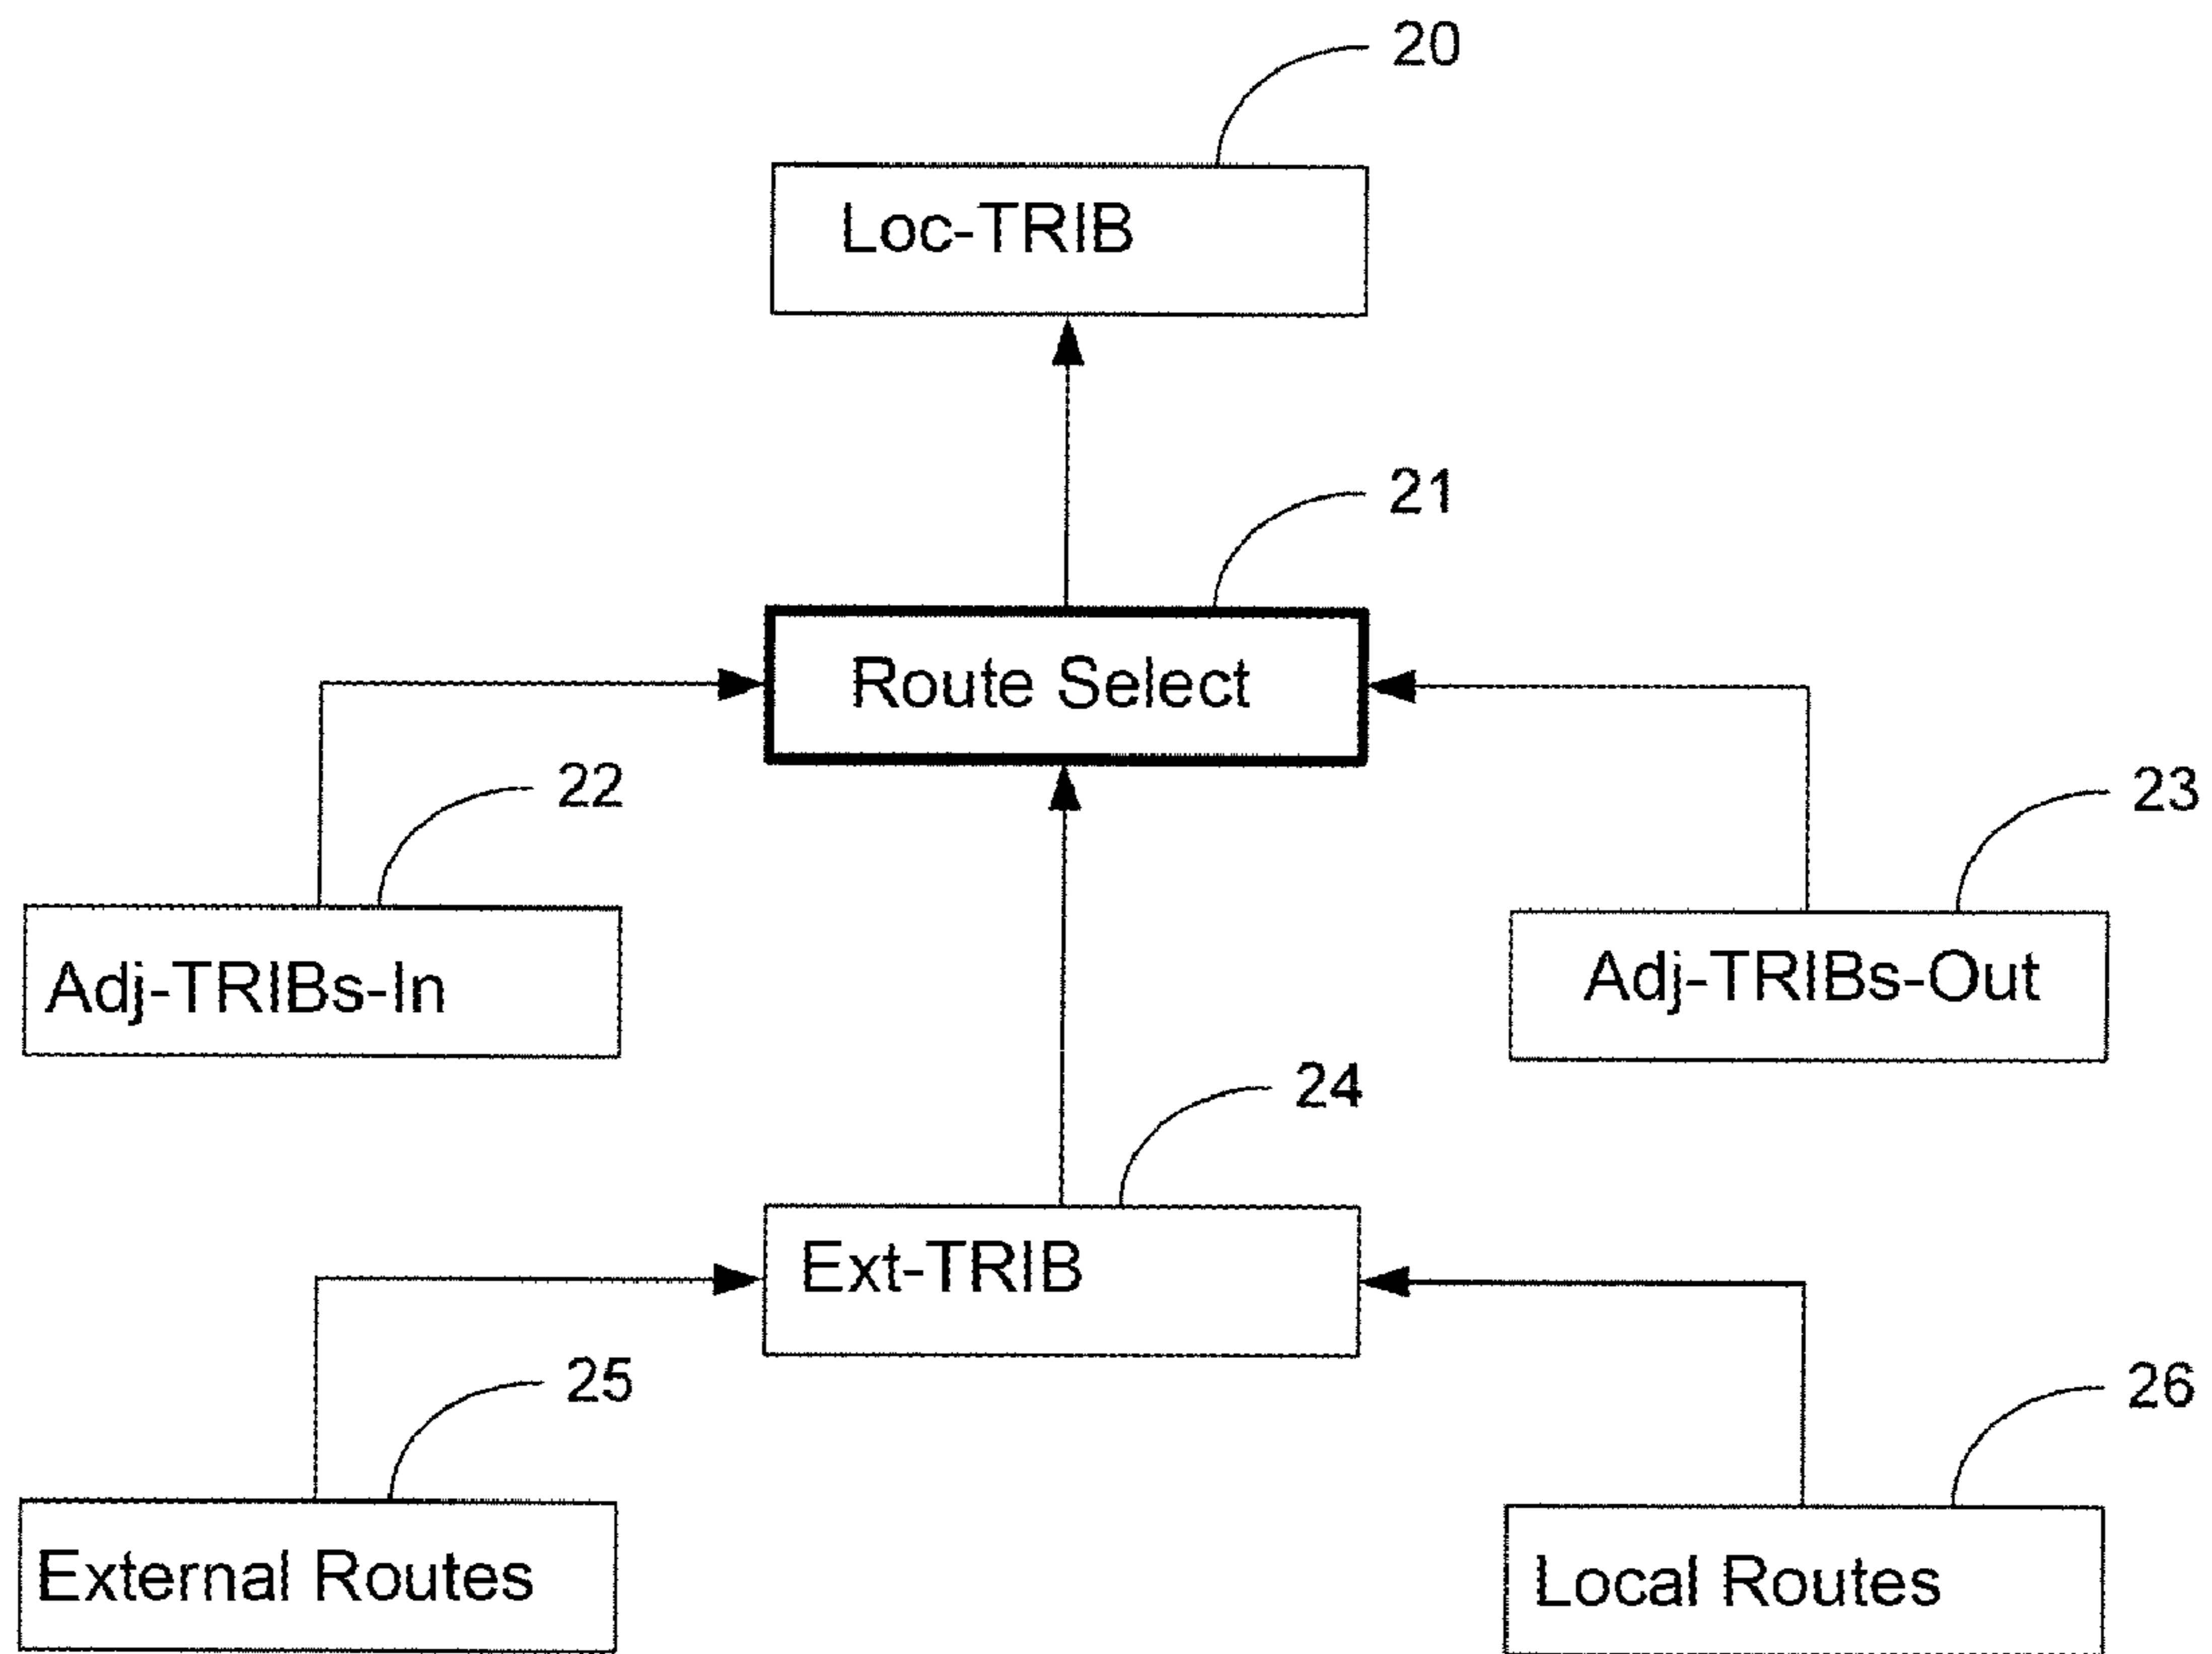 20
Loc-TRIB
21
Route Select
22
23
Adj-TRIBs-In
Adj-TRIBs-Out
24
Ext-TRIB
25
26
External Routes
Local Routes